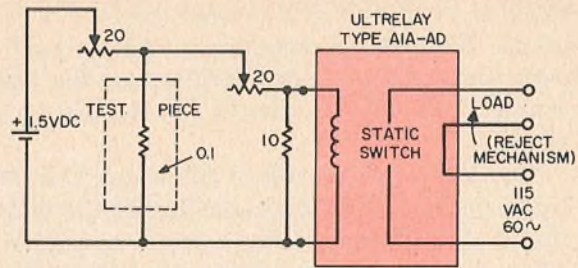 ULTRELAY
TYPE A1A-AD
20
+ 1.5VDC
TEST PIECE
0.1
20
10
STATIC
SWITCH
LOAD
(REJECT
MECHANISM)
115
VAC
60~